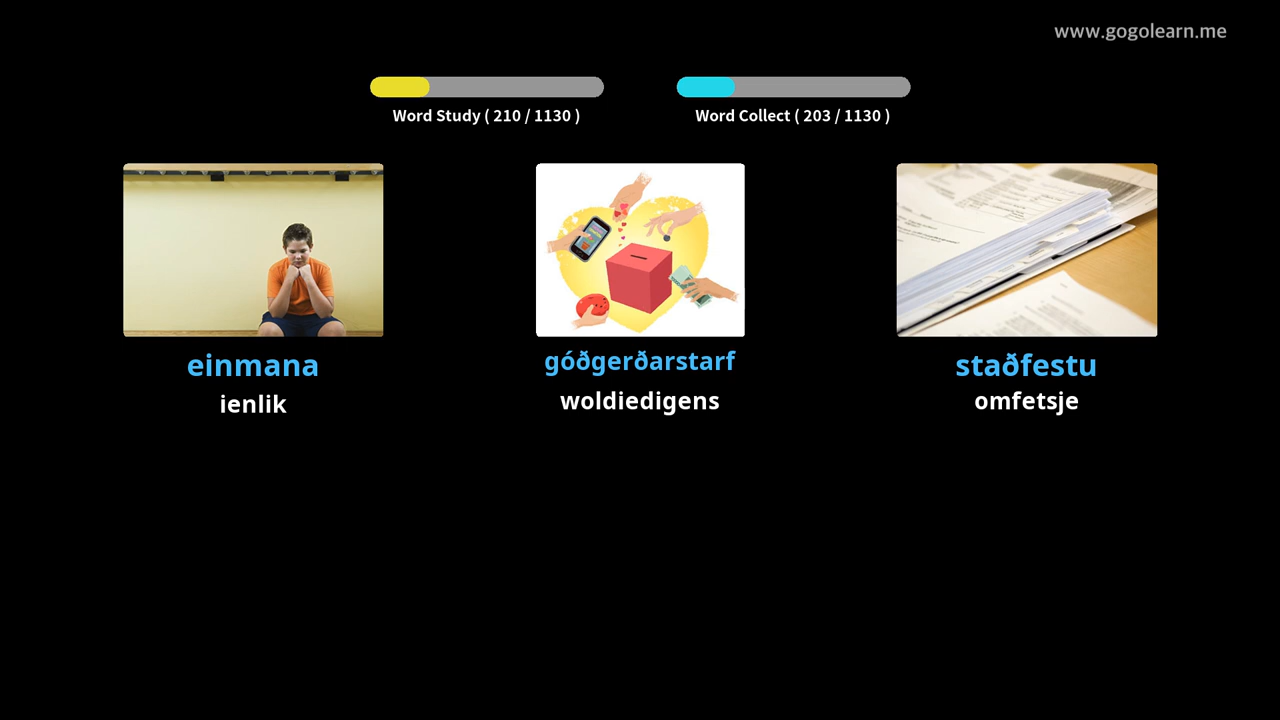 www.gogolearn.me
Word Study ( 210 / 1130 )
Word Collect ( 203 / 1130 )
einmana
góðgerðarstarf
staðfestu
ienlik
woldiedigens
omfetsje